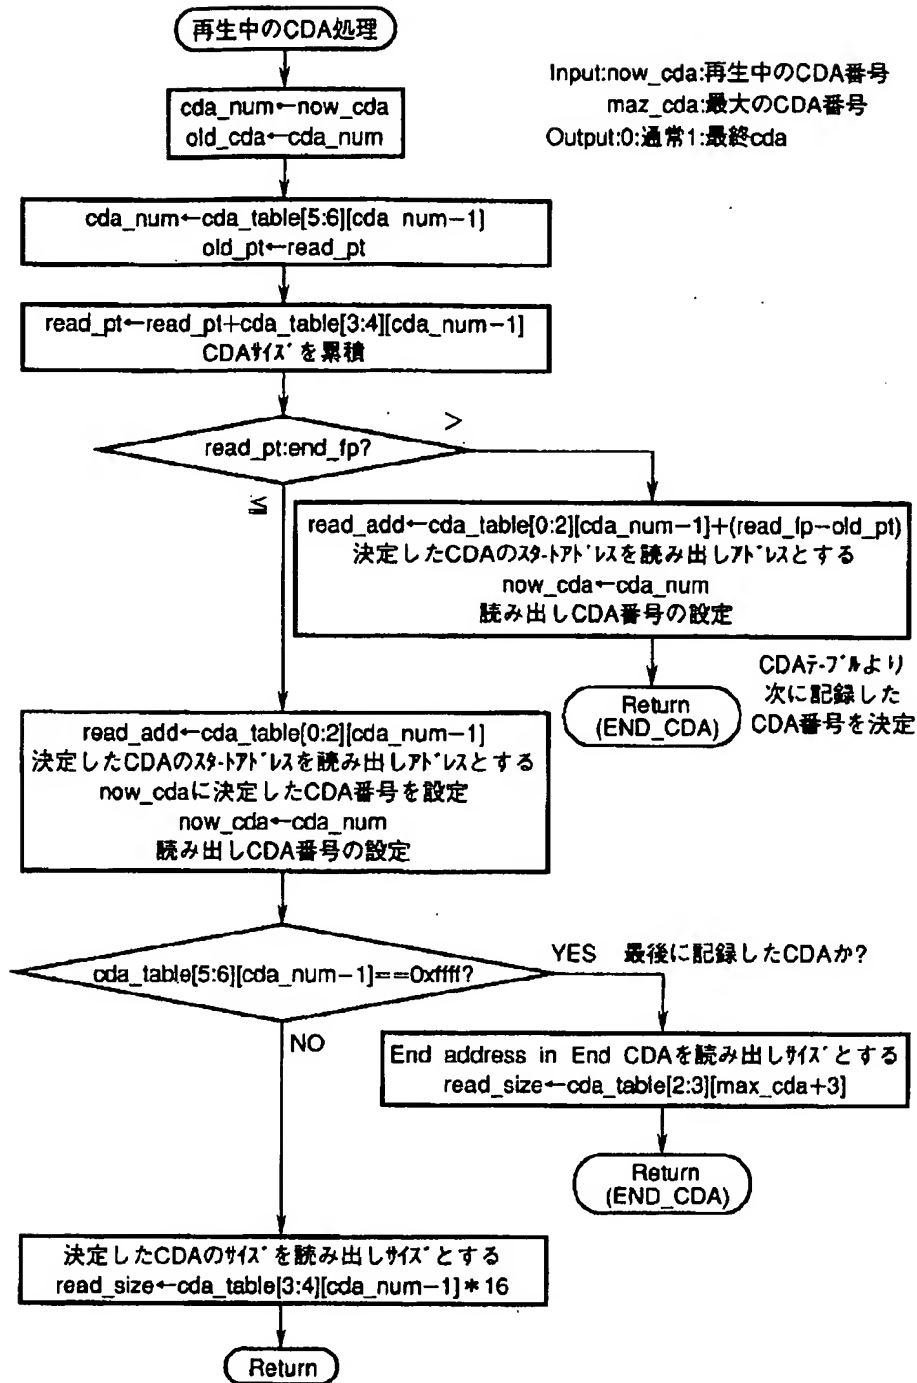 再生中のCDA処理
Input:now_cda:再生中のCDA番号
maz_cda:最大のCDA番号
Output:0:通常1:最終cda
cda_num←now_cda
old_cda←cda_num
cda_num←cda_table[5:6][cda_num−1]
old_pt←read_pt
read_pt←read_pt+cda_table[3:4][cda_num−1]
CDAｻｲｽﾞを累積
read_pt:end_fp?
>
≦
read_add←cda_table[0:2][cda_num−1]+(read_fp−old_pt)
決定したCDAのｽﾀｰﾄｱﾄﾞﾚｽを読み出しｱﾄﾞﾚｽとする
now_cda←cda_num
読み出しCDA番号の設定
Return
(END_CDA)
CDAﾃｰﾌﾞﾙより
次に記録した
CDA番号を決定
read_add←cda_table[0:2][cda_num−1]
決定したCDAのｽﾀｰﾄｱﾄﾞﾚｽを読み出しｱﾄﾞﾚｽとする
now_cdaに決定したCDA番号を設定
now_cda←cda_num
読み出しCDA番号の設定
cda_table[5:6][cda_num−1]==0xffff?
YES 最後に記録したCDAか?
NO
End address in End CDAを読み出しｻｲｽﾞとする
read_size←cda_table[2:3][max_cda+3]
Return
(END_CDA)
決定したCDAのｻｲｽﾞを読み出しｻｲｽﾞとする
read_size←cda_table[3:4][cda_num−1]*16
Return